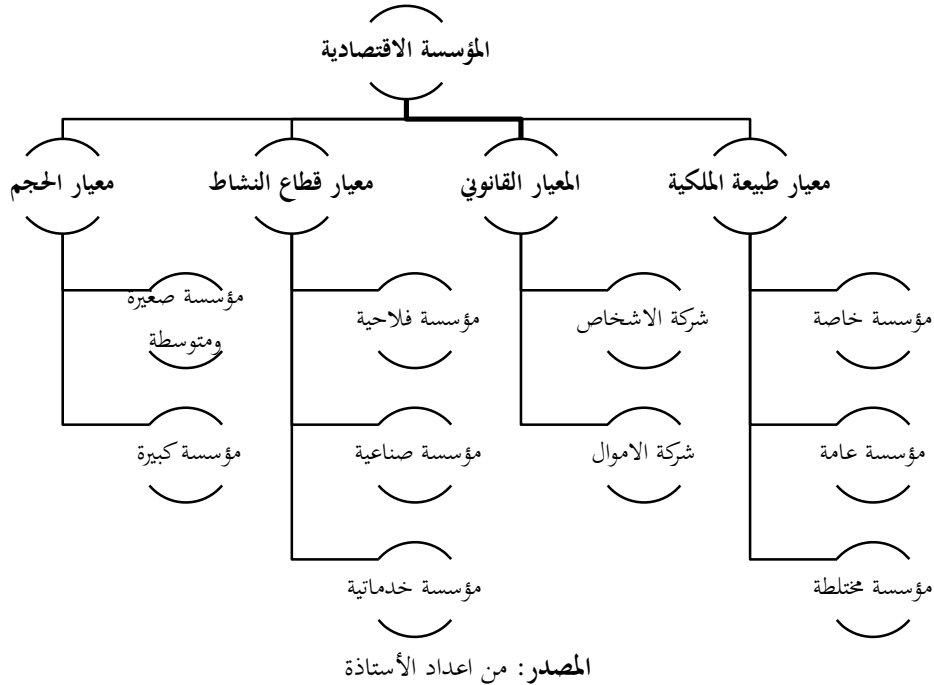 المؤسسة الاقتصادية
معيار طبيعة الملكية
المعيار القانوني
معيار قطاع النشاط
معيار الحجم
مؤسسة خاصة
شركة الاشخاص
مؤسسة فلاحية
مؤسسة صغيرة
ومتوسطة
مؤسسة عامة
شركة الاموال
مؤسسة صناعية
مؤسسة كبيرة
مؤسسة مختلطة
مؤسسة خدماتية
المصدر: من اعداد الأستاذة